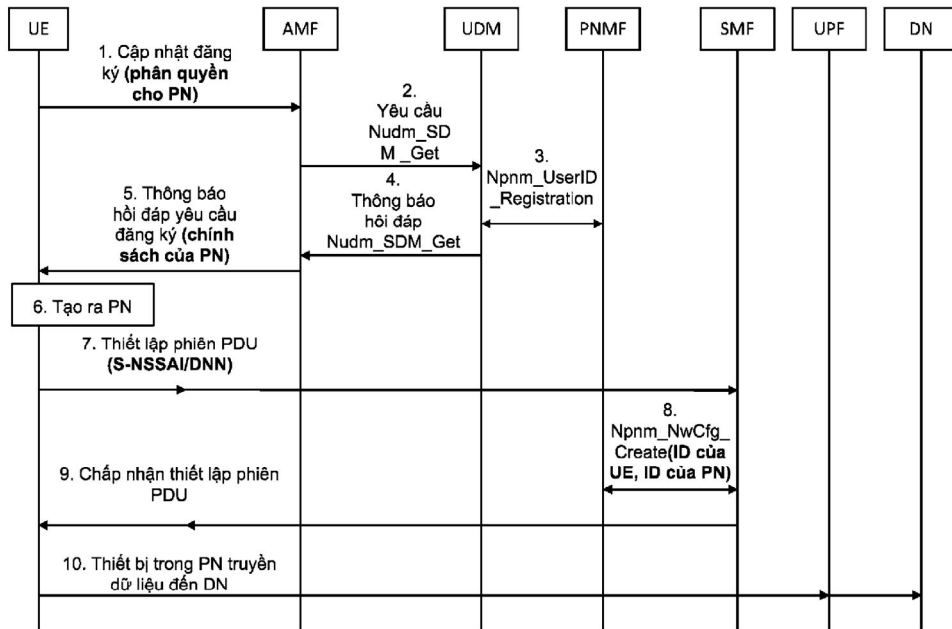 UE
AMF
UDM
PNMF
SMF
UPF
DN
1. Cập nhật đăng
ký (phân quyền
cho PN)
2.
Yêu cầu
Nudm_SD
M _Get
3.
Npnm_UserID
_Registration
4.
Thông báo
hôi đáp
Nudm_SDM_Get
5. Thông báo
hồi đáp yêu cầu
đăng ký (chính
sách của PN)
6. Tạo ra PN
7. Thiết lập phiên PDU
(S-NSSAI/DNN)
8.
Npnm_NwCfg_
Create(ID của
UE, ID của PN)
9. Chấp nhận thiết lập phiên
PDU
10. Thiết bị trong PN truyền
dữ liệu đến DN